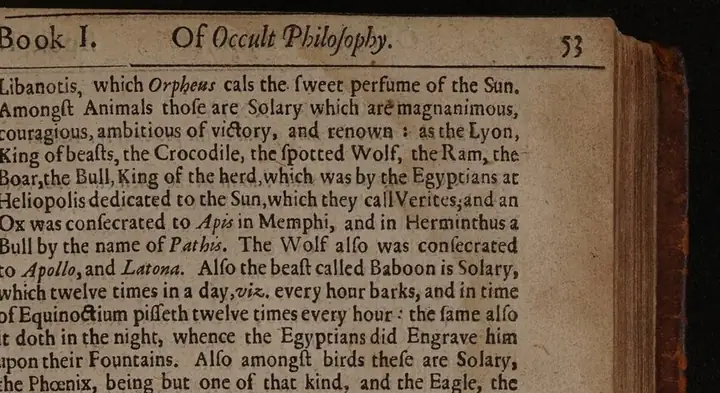 Book I. Of Occult Philoſophy. 53
Libanotis, which Orpheus cals the ſweet perfume of the Sun.
Amongſt Animals thoſe are Solary which are magnanimous,
couragious, ambitious of victory, and renown : as the Lyon,
King of beaſts, the Crocodile, the ſpotted Wolf, the Ram, the
Boar,the Bull, King of the herd,which was by the Egyptians at
Heliopolis dedicated to the Sun,which they call Verites;and an
Ox was conſecrated to Apis in Memphi, and in Herminthus a
Bull by the name of Pathis. The Wolf alſo was conſecrated
to Apollo, and Latona. Alſo the beaſt called Baboon is Solary,
which twelve times in a day,viz. every hour barks, and in time
of Equinoctium piſſeth twelve times every hour : the ſame alſo
it doth in the night, whence the Egyptians did Engrave him
upon their Fountains. Alſo amongſt birds theſe are Solary,
the Phœnix, being but one of that kind, and the Eagle, the